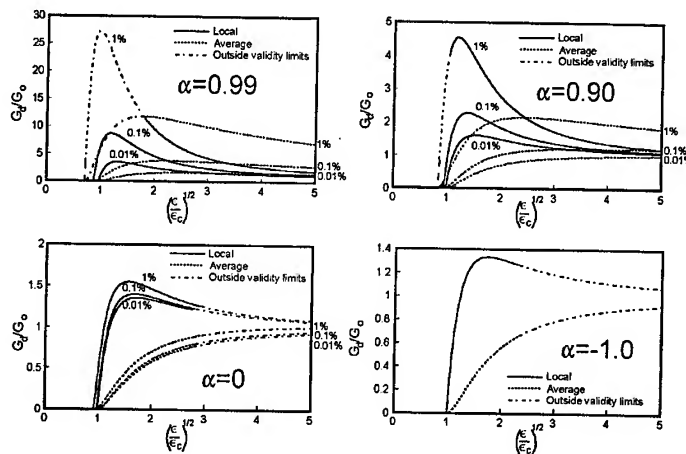 30
25
20
15
10
5
0
0 1 2 3 4 5
G_d/G_o
(ε/ε_c)^1/2
Local
Average
Outside validity limits
α=0.99
1%
0.1%
0.01%
1%
0.1%
0.01%
5
4
3
2
1
0
0 1 2 3 4 5
G_d/G_o
(ε/ε_c)^1/2
Local
Average
Outside validity limits
α=0.90
1%
0.1%
0.01%
1%
0.1%
0.01%
2
1.5
1
0.5
0
0 1 2 3 4 5
G_d/G_o
(ε/ε_c)^1/2
Local
Average
Outside validity limits
α=0
1%
0.1%
0.01%
1%
0.1%
0.01%
1.4
1.2
1
0.8
0.6
0.4
0.2
0
0 1 2 3 4 5
G_d/G_o
(ε/ε_c)^1/2
Local
Average
Outside validity limits
α=-1.0